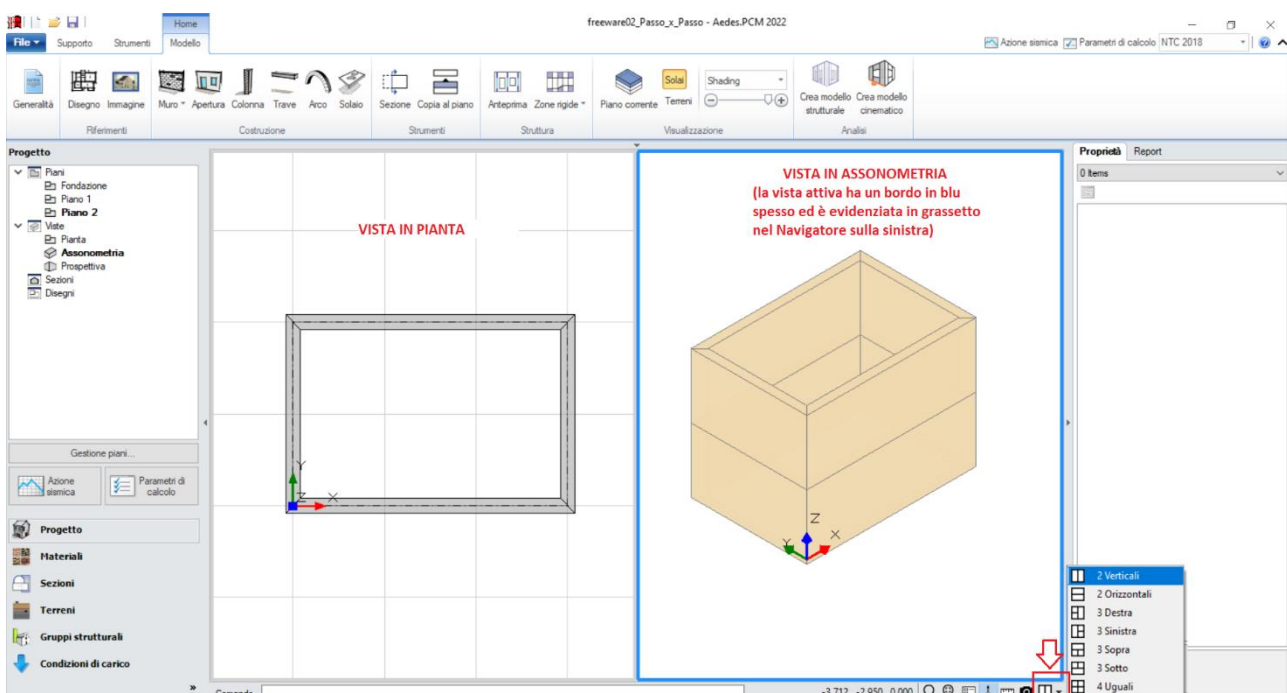 freeware02_Passo_x_Passo - Aedes.PCM 2022
Home
File Supporto Strumenti Modello
Azione sismica Parametri di calcolo NTC 2018
Generalità Disegno Immagine Muro Apertura Colonna Trave Arco Solaio Sezione Copia al piano Anteprima Zone rigide Piano corrente Solai Terreni Shading Crea modello strutturale Crea modello cinematico
Riferimenti Costruzione Strumenti Struttura Visualizzazione Analisi
Progetto
Piani
Fondazione
Piano 1
Piano 2
Viste
Pianta
Assonometria
Prospettiva
Sezioni
Disegni
Gestione piani...
Azione sismica
Parametri di calcolo
Progetto
Materiali
Sezioni
Terreni
Gruppi strutturali
Condizioni di carico
»
VISTA IN PIANTA
Y
Z X
VISTA IN ASSONOMETRIA
(la vista attiva ha un bordo in blu
spesso ed è evidenziata in grassetto
nel Navigatore sulla sinistra)
Z
Y X
Proprietà Report
0 Items
2 Verticali
2 Orizzontali
3 Destra
3 Sinistra
3 Sopra
3 Sotto
4 Uguali
Comando
-3.712 -2.950 0.000